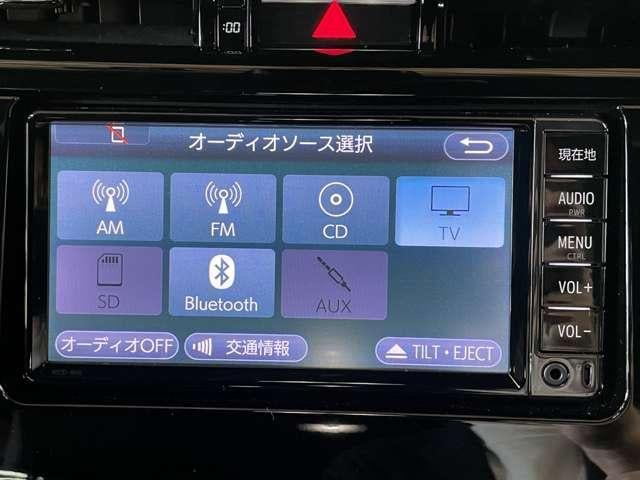 :00
オーディオソース選択
AM
FM
CD
TV
SD
Bluetooth
AUX
オーディオOFF
交通情報
TILT・EJECT
現在地
AUDIO
PWR
MENU
CTRL
VOL+
VOL-